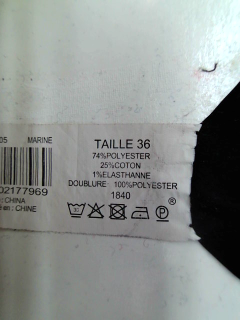 35 MARINE
TAILLE 36
74%POLYESTER
25%COTON
1%ELASTHANNE
DOUBLURE: 100%POLYESTER
1840
02177969
:CHINA
:CHINE
P